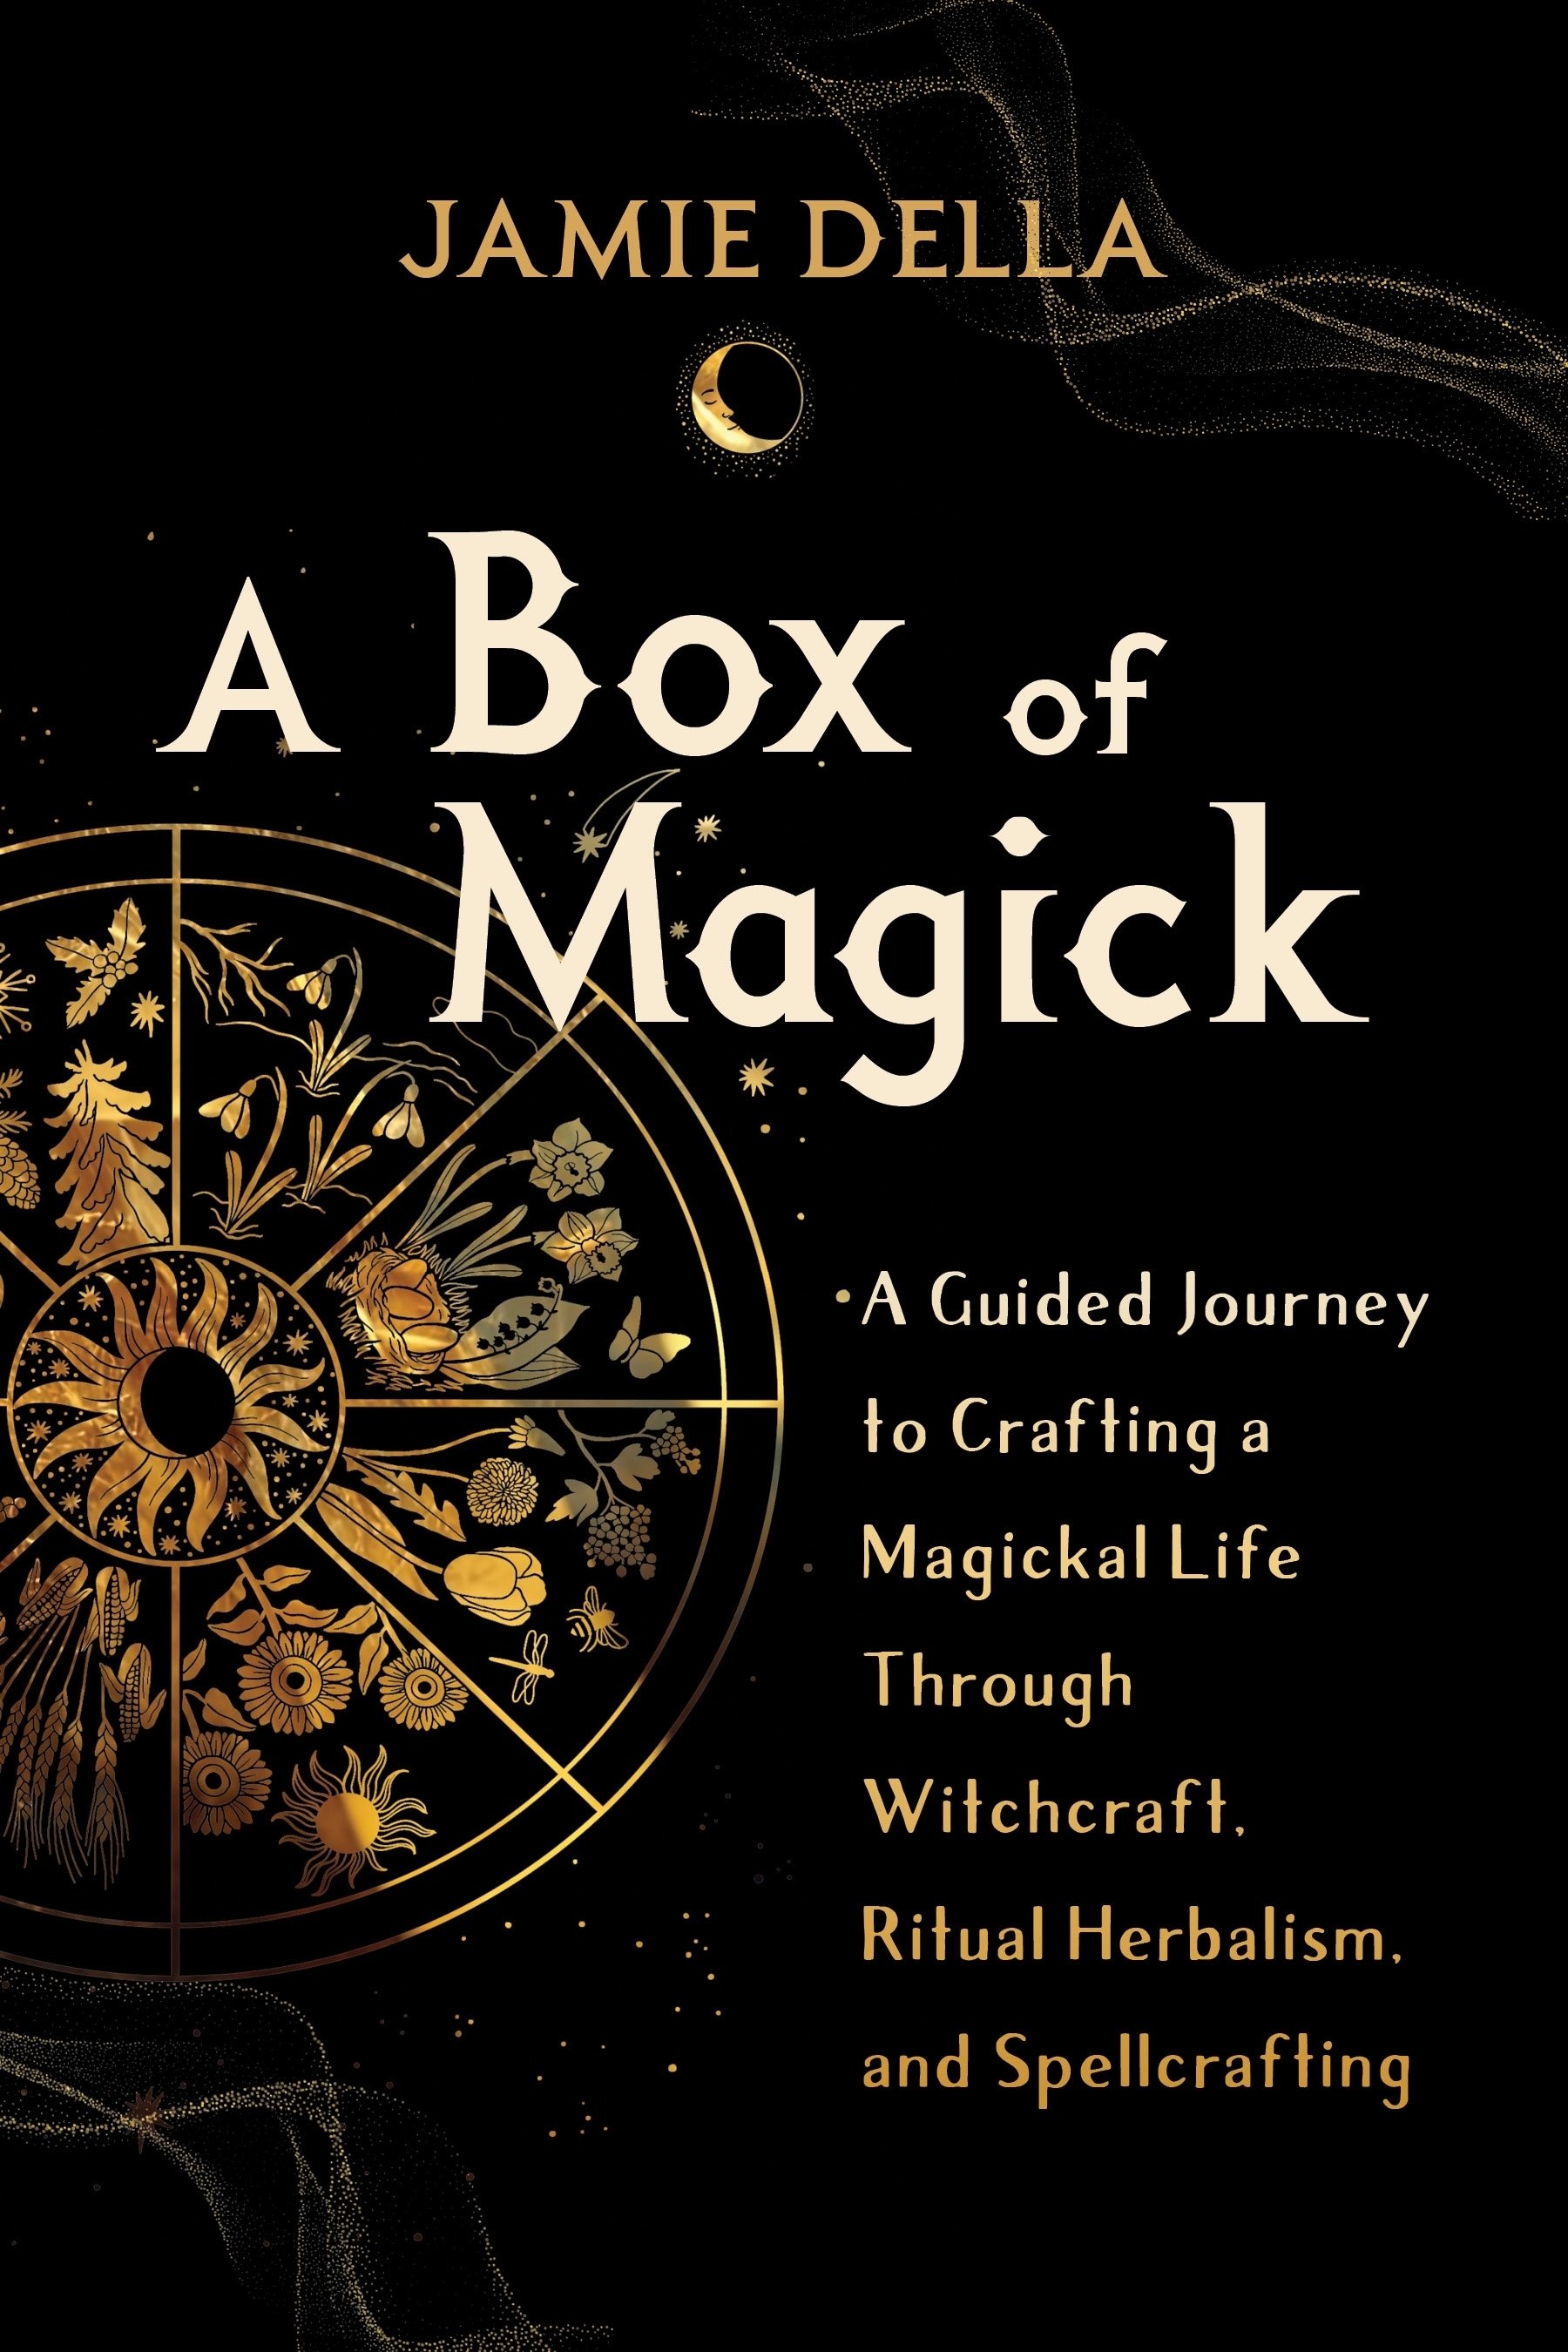 JAMIE DELLA
A Box of
Magick
A Guided Journey
to Crafting a
Magickal Life
Through
Witchcraft,
Ritual Herbalism,
and Spellcrafting